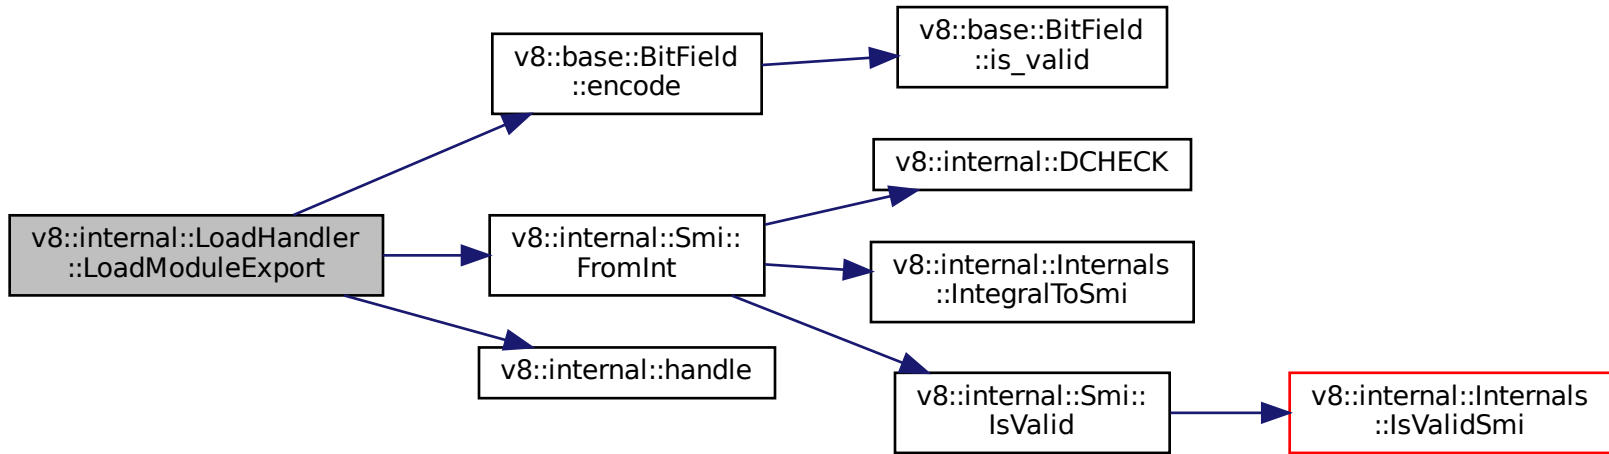 v8::internal::LoadHandler
::LoadModuleExport
v8::base::BitField
::encode
v8::base::BitField
::is_valid
v8::internal::Smi::
FromInt
v8::internal::DCHECK
v8::internal::Internals
::IntegralToSmi
v8::internal::Smi::
IsValid
v8::internal::Internals
::IsValidSmi
v8::internal::handle